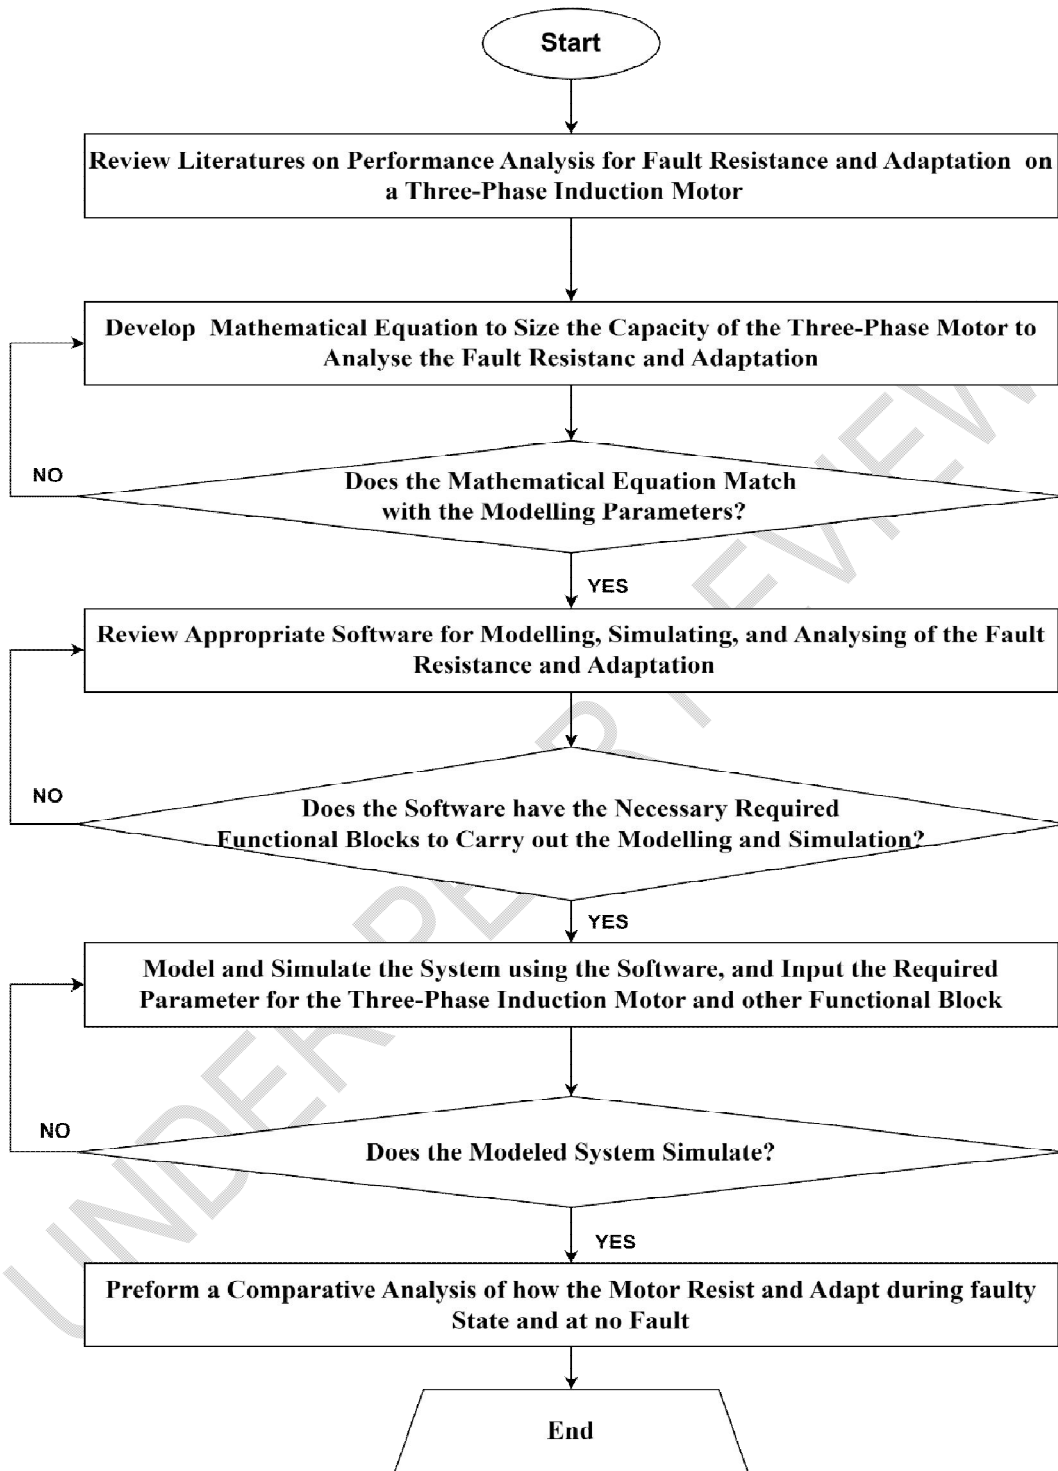 Start
Review Literatures on Performance Analysis for Fault Resistance and Adaptation on
a Three-Phase Induction Motor
Develop Mathematical Equation to Size the Capacity of the Three-Phase Motor to
Analyse the Fault Resistanc and Adaptation
NO
Does the Mathematical Equation Match
with the Modelling Parameters?
YES
Review Appropriate Software for Modelling, Simulating, and Analysing of the Fault
Resistance and Adaptation
NO
Does the Software have the Necessary Required
Functional Blocks to Carry out the Modelling and Simulation?
YES
Model and Simulate the System using the Software, and Input the Required
Parameter for the Three-Phase Induction Motor and other Functional Block
NO
Does the Modeled System Simulate?
YES
Preform a Comparative Analysis of how the Motor Resist and Adapt during faulty
State and at no Fault
End
UNDER PEER REVIEW